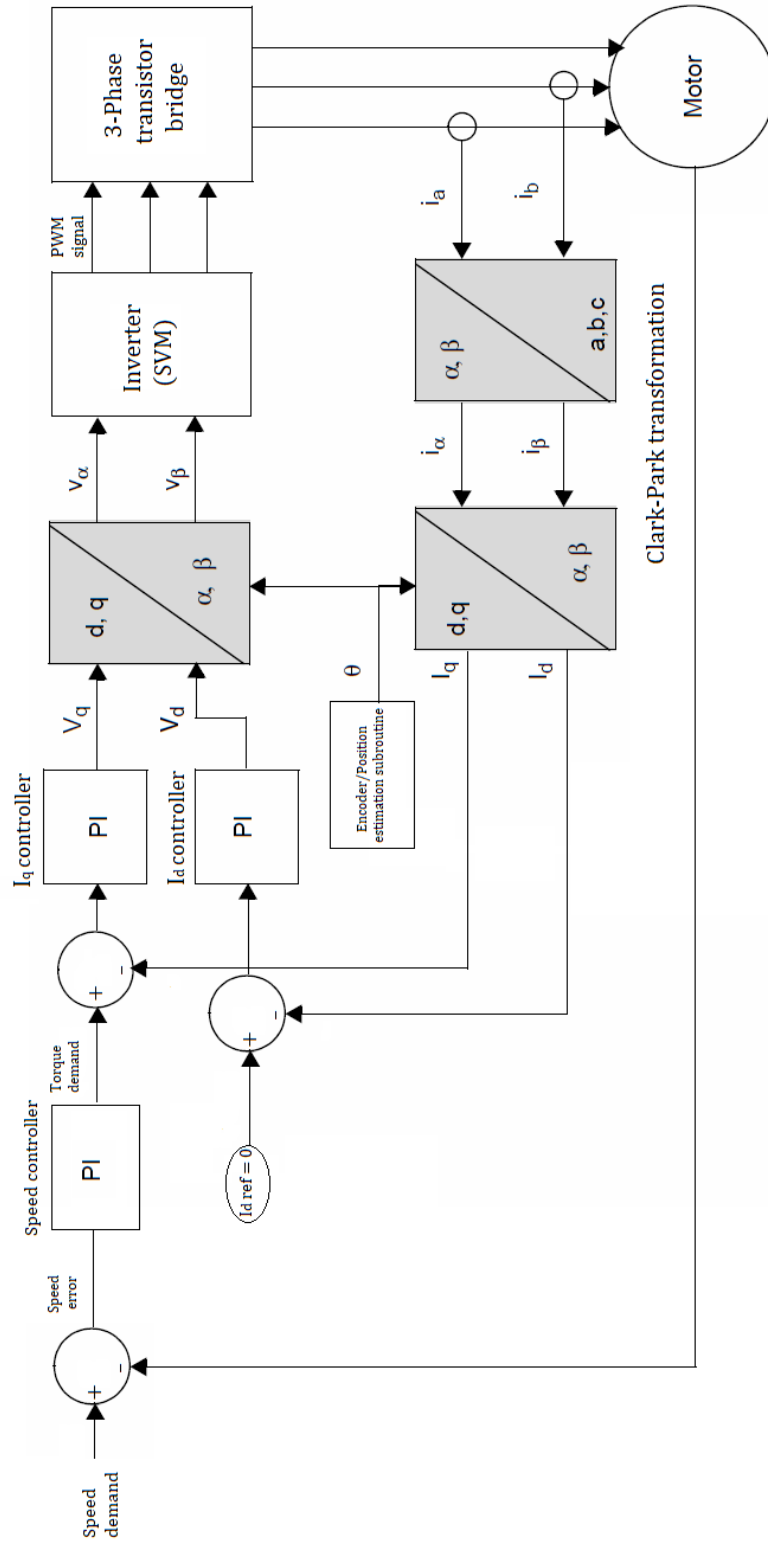 Speed
demand
+
-
Speed
error
Speed controller
PI
Torque
demand
+
-
Iq controller
PI
Vq
Id ref = 0
+
-
Id controller
PI
Vd
d, q
α, β
vα
vβ
Inverter
(SVM)
PWM
signal
3-Phase
transistor
bridge
Encoder/Position
estimation subroutine
θ
Iq
Id
d,q
α, β
iα
iβ
α, β
a,b,c
ia
ib
Motor
Clark-Park transformation